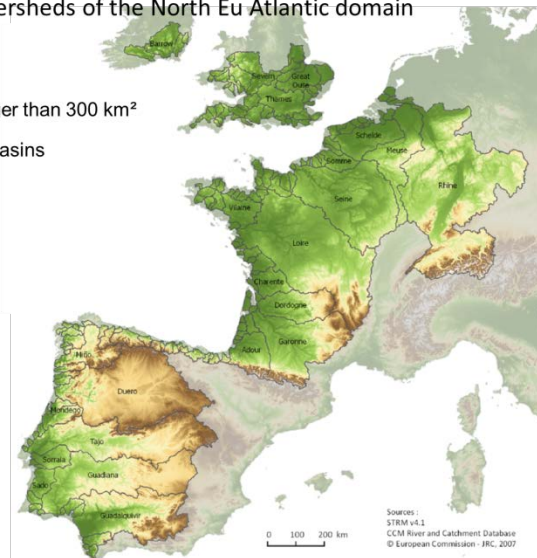 ersheds of the North Eu Atlantic domain
er than 300 km²
asins
Barrow
Severn
Great
Ouse
Thames
Schelde
Somme
Meuse
Seine
Rhine
Vilaine
Loire
Charente
Dordogne
Garonne
Adour
Miño
Duero
Mondego
Tajo
Sorraia
Guadiana
Sado
Guadalquivir
0 100 200 km
Sources :
STRM v4.1
CCM River and Catchment Database
© European Commission - JRC, 2007